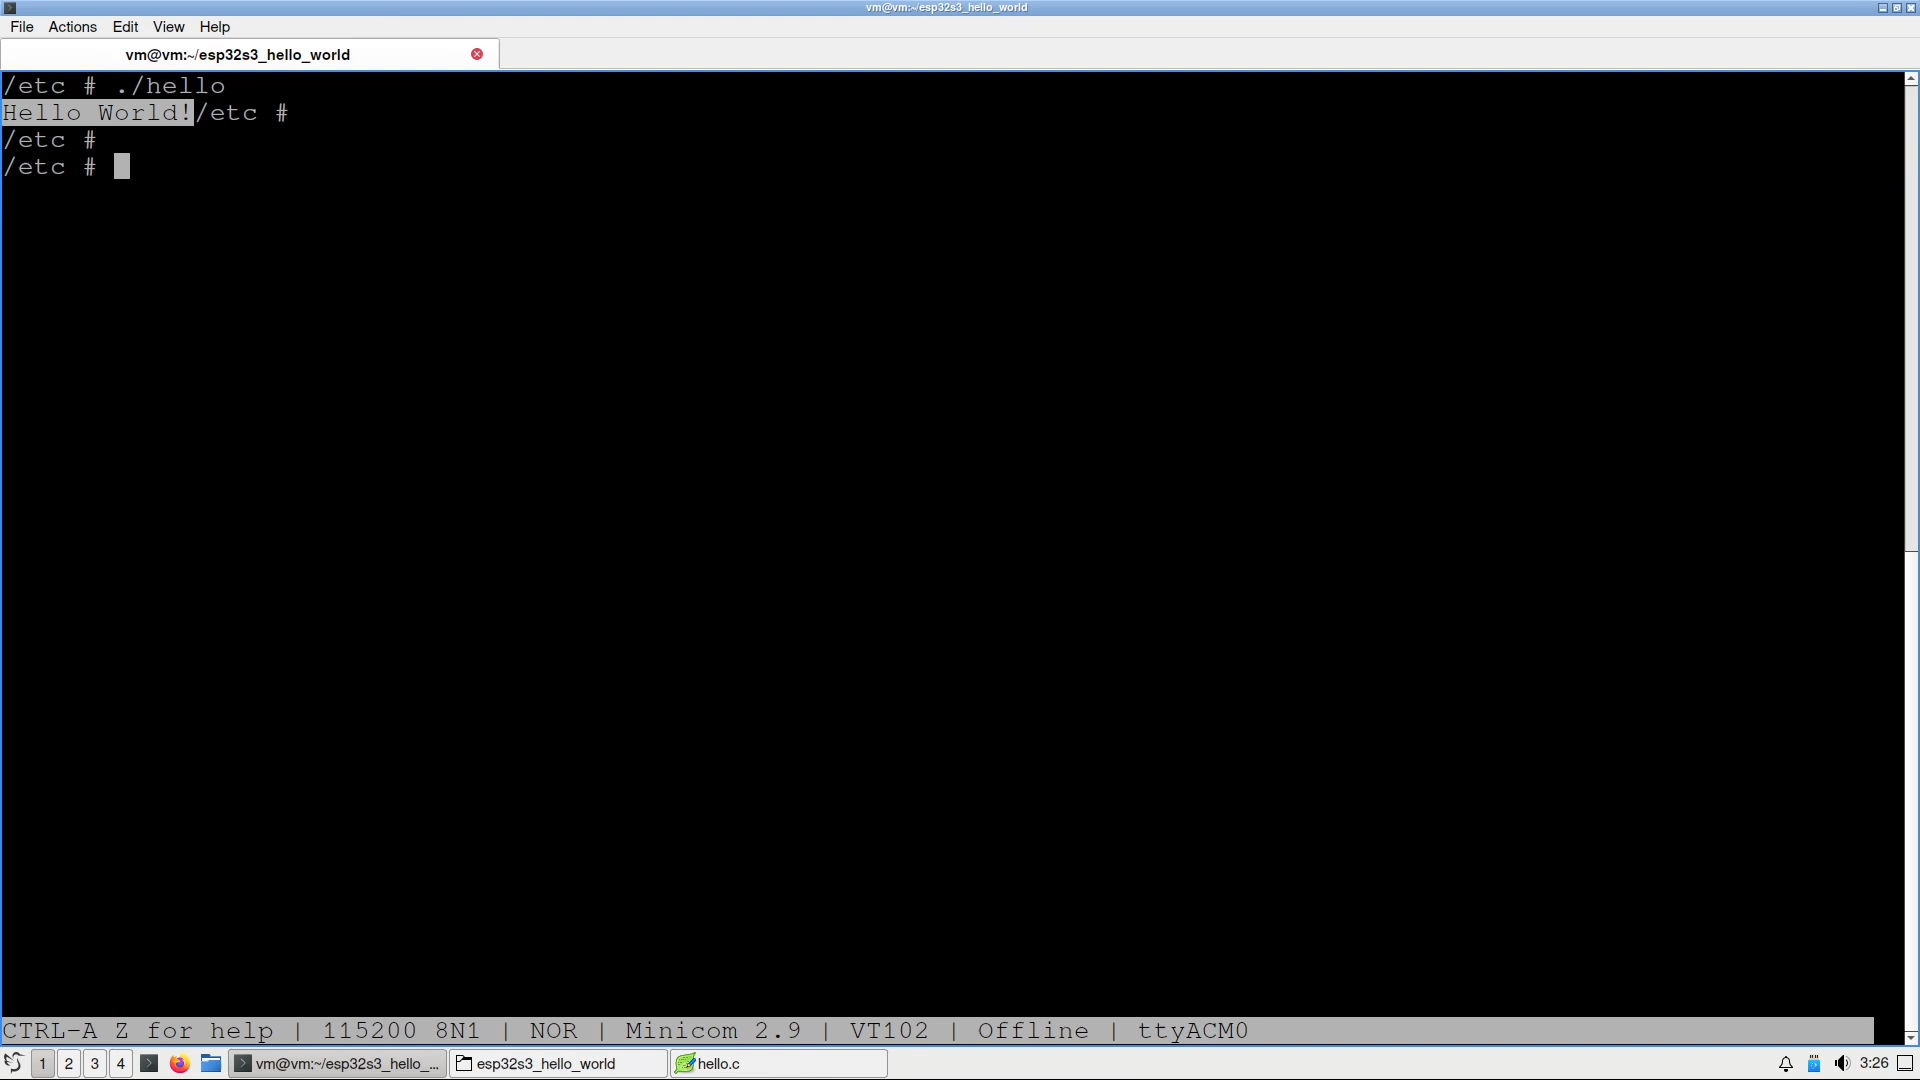 vm@vm:~/esp32s3_hello_world
File Actions Edit View Help
vm@vm:~/esp32s3_hello_world
/etc # ./hello
Hello World!/etc #
/etc #
/etc #
CTRL-A Z for help | 115200 8N1 | NOR | Minicom 2.9 | VT102 | Offline | ttyACM0
1 2 3 4 vm@vm:~/esp32s3_hello_... esp32s3_hello_world hello.c 3:26